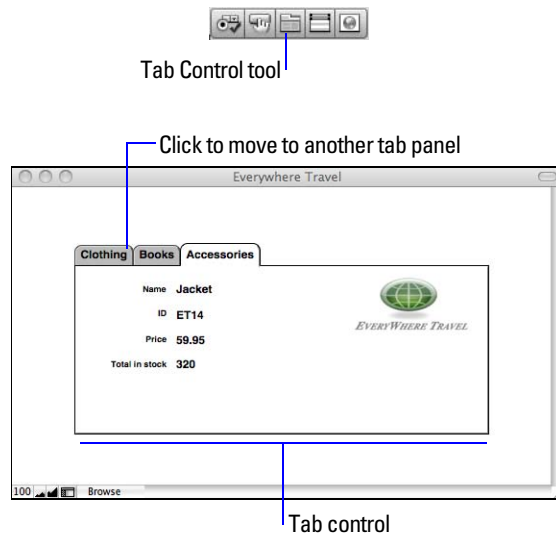 Tab Control tool
Click to move to another tab panel
Everywhere Travel
Clothing Books Accessories
Name Jacket
ID ET14
Price 59.95
Total in stock 320
EVERYWHERE TRAVEL
100 Browse
Tab control